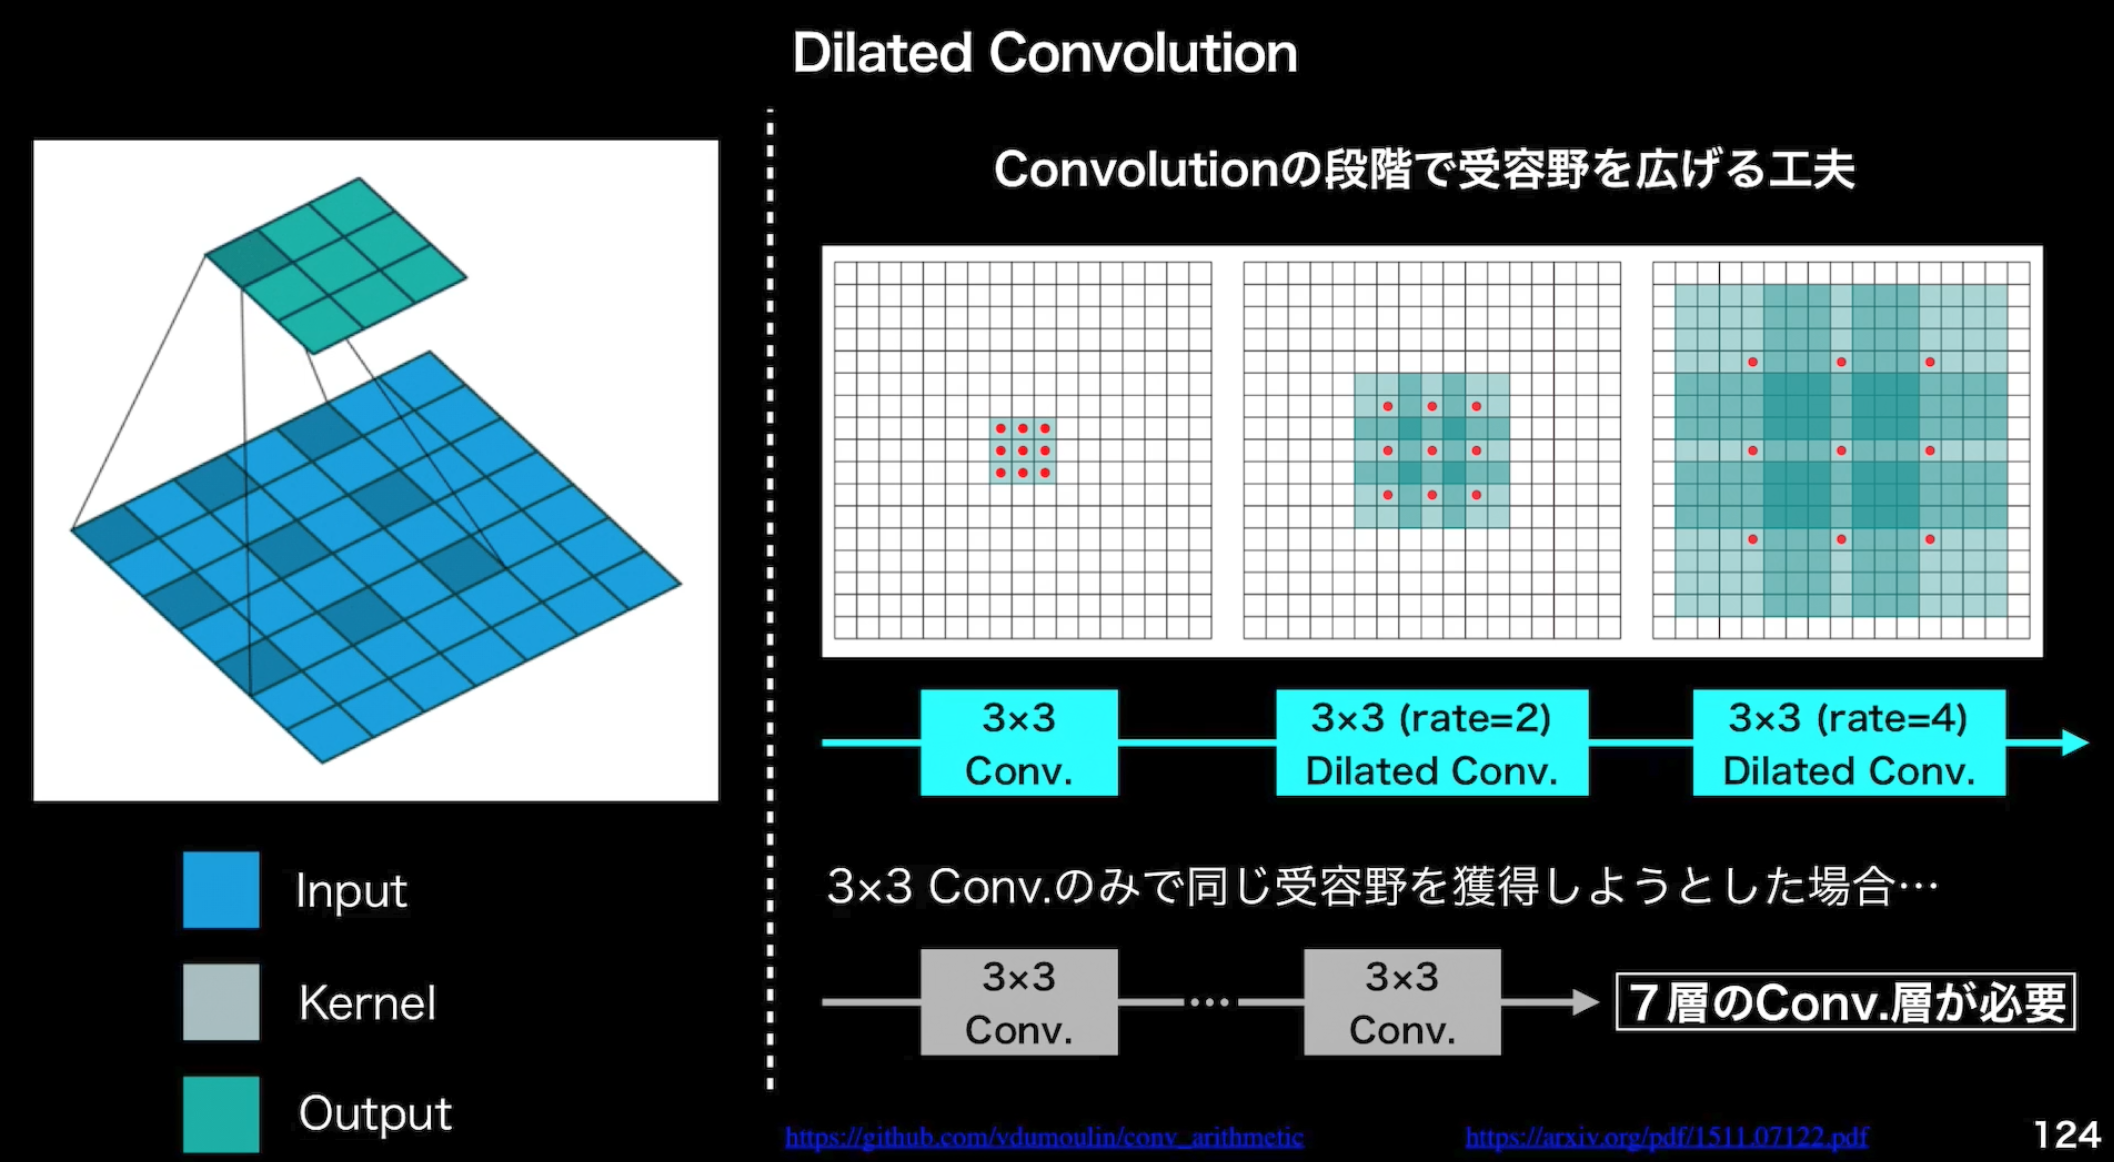 Dilated Convolution
Input
Kernel
Output
Convolutionの段階で受容野を広げる工夫
3×3
Conv.
3×3 (rate=2)
Dilated Conv.
3×3 (rate=4)
Dilated Conv.
3×3 Conv.のみで同じ受容野を獲得しようとした場合…
3×3
Conv.
…
3×3
Conv.
７層のConv.層が必要
https://github.com/vdumoulin/conv_arithmetic
https://arxiv.org/pdf/1511.07122.pdf
124